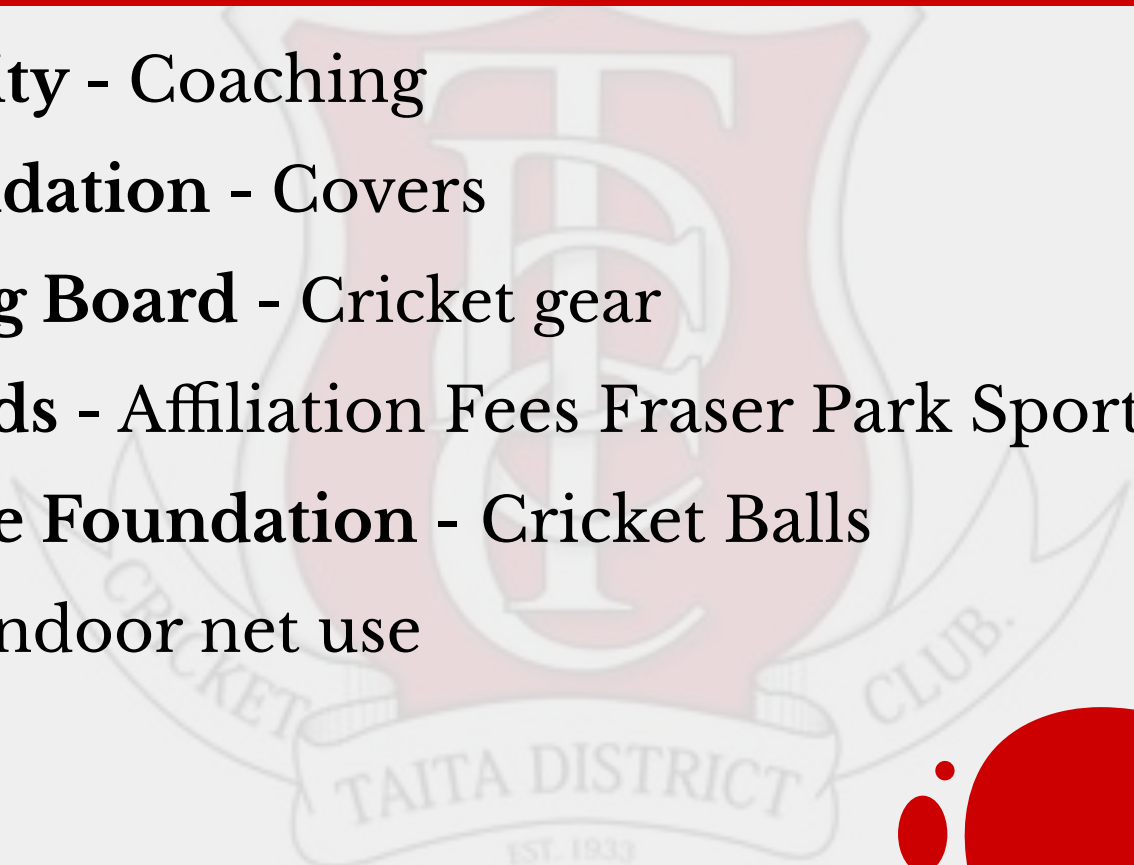 ity - Coaching
dation - Covers
g Board - Cricket gear
ds - Affiliation Fees Fraser Park Sport
e Foundation - Cricket Balls
ndoor net use
CRICKET
CLUB.
TAITA DISTRICT
EST. 1933